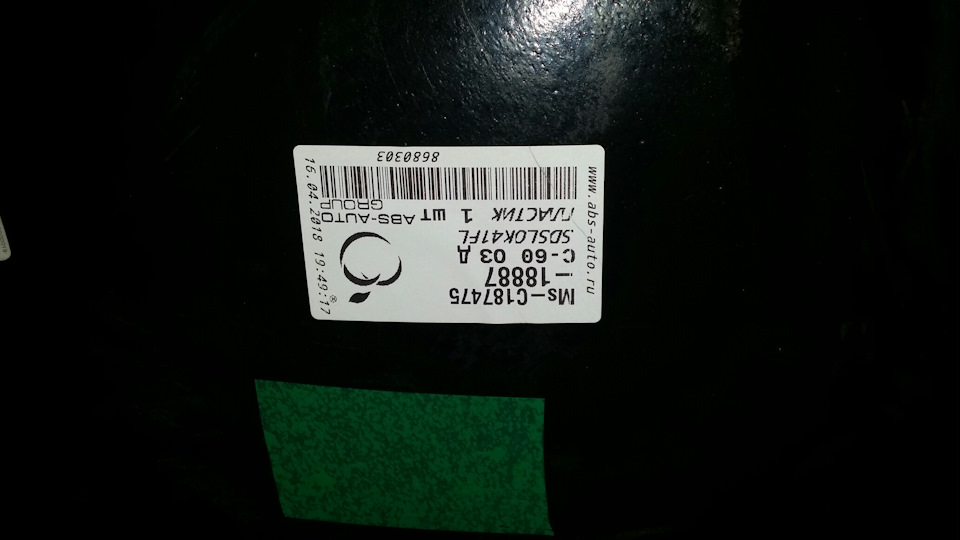 Ms-C187475
-18887
C-60 03 Д
.SDSLOK41FL
ПЛАСТИК 1 шт
ABS-AUTO
GROUP
8680303
www.abs-auto.ru
16.04.2018 19:49:17
®